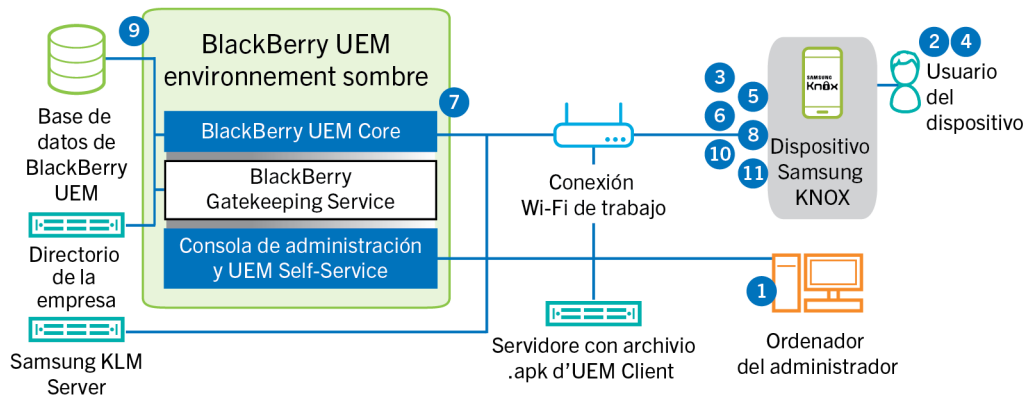 9
BlackBerry UEM
environnement sombre
7
BlackBerry UEM Core
BlackBerry
Gatekeeping Service
Consola de administración
y UEM Self-Service
Base de
datos de
BlackBerry
UEM
Directorio
de la
empresa
Samsung KLM
Server
Conexión
Wi-Fi de trabajo
Servidore con archivio
.apk d’UEM Client
3
5
6
8
10
11
SAMSUNG
Knox
Dispositivo
Samsung
KNOX
2
4
Usuario
del
dispositivo
1
Ordenador
del administrador